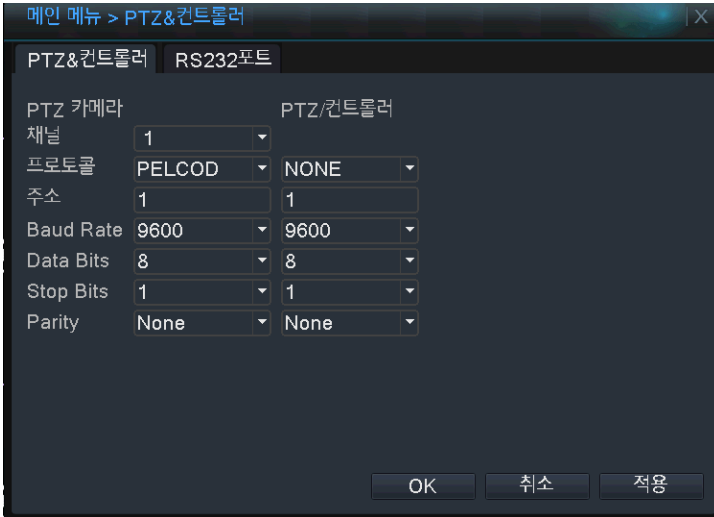 메인 메뉴 > PTZ&컨트롤러 X
PTZ&컨트롤러 RS232포트
PTZ 카메라 PTZ/컨트롤러
채널 1
프로토콜 PELCOD NONE
주소 1 1
Baud Rate 9600 9600
Data Bits 8 8
Stop Bits 1 1
Parity None None
OK 취소 적용